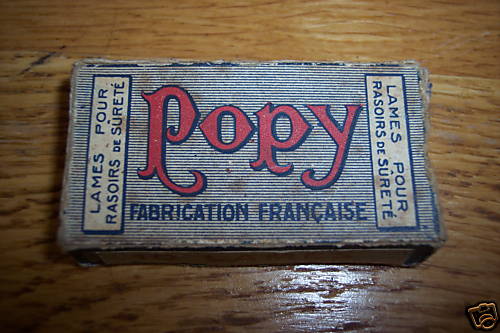 LAMES POUR
RASOIRS DE SURETÉ
Popy
FABRICATION FRANÇAISE
LAMES POUR
RASOIRS DE SURETÉ